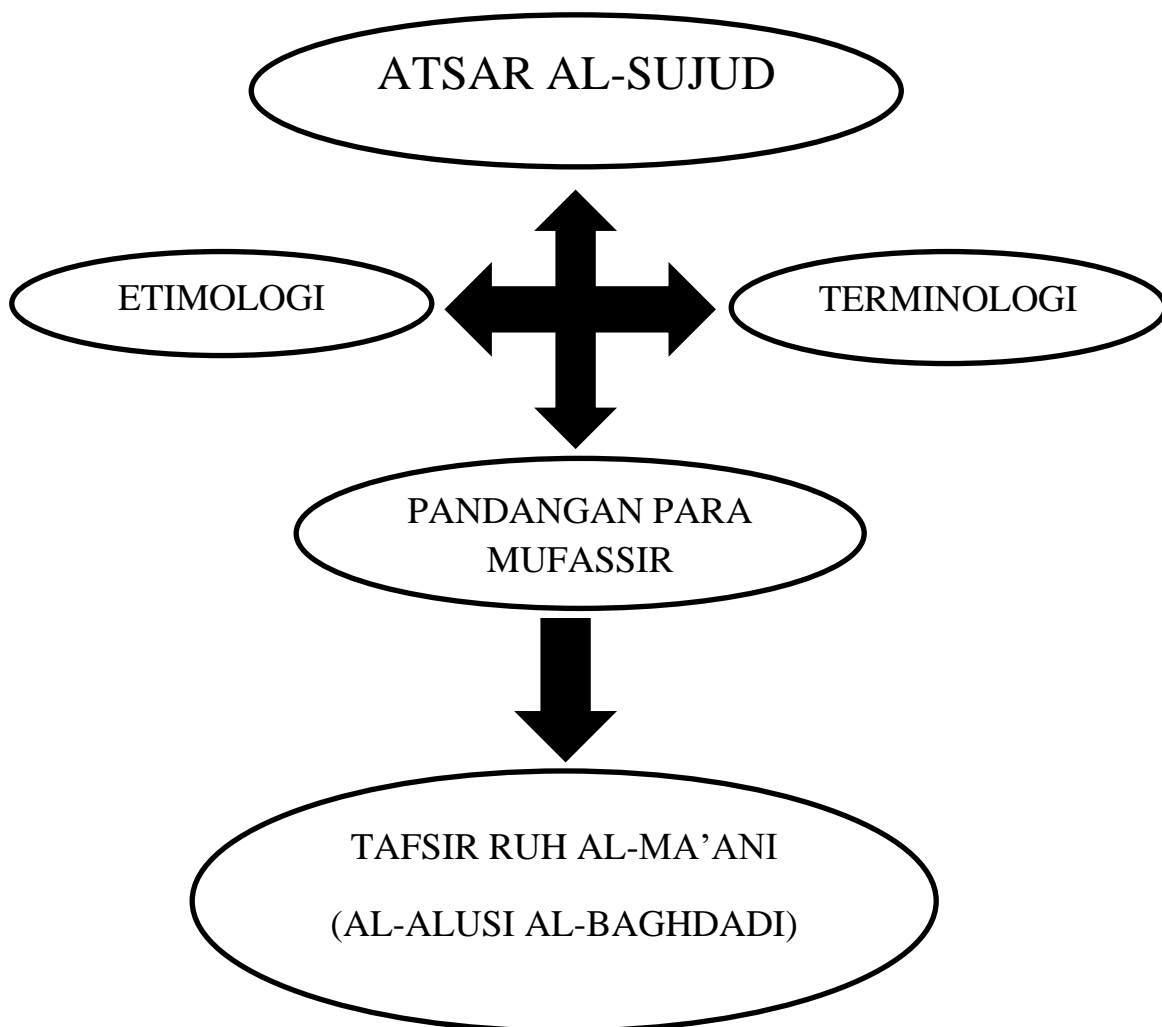 ATSAR AL-SUJUD
ETIMOLOGI
TERMINOLOGI
PANDANGAN PARA
MUFASSIR
TAFSIR RUH AL-MA’ANI
(AL-ALUSI AL-BAGHDADI)